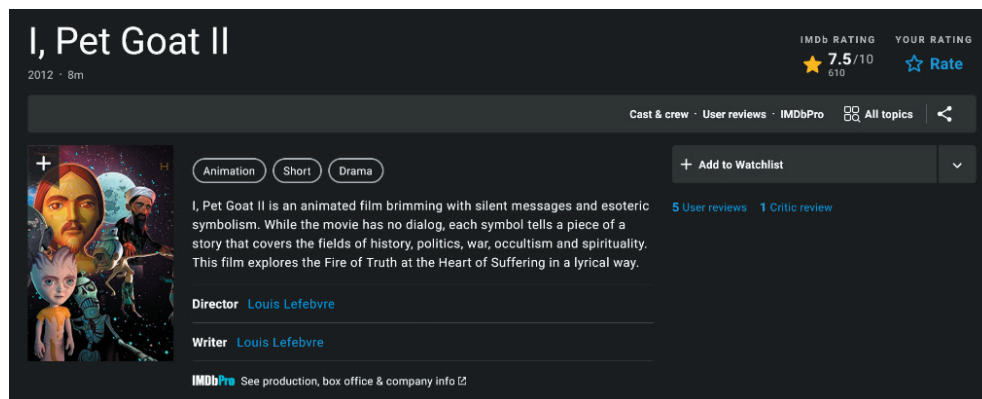 I, Pet Goat II
2012 · 8m
IMDb RATING
7.5/10
610
YOUR RATING
Rate
Cast & crew · User reviews · IMDbPro
All topics
Animation
Short
Drama
I, Pet Goat II is an animated film brimming with silent messages and esoteric
symbolism. While the movie has no dialog, each symbol tells a piece of a
story that covers the fields of history, politics, war, occultism and spirituality.
This film explores the Fire of Truth at the Heart of Suffering in a lyrical way.
Director Louis Lefebvre
Writer Louis Lefebvre
IMDbPro See production, box office & company info
+ Add to Watchlist
5 User reviews 1 Critic review